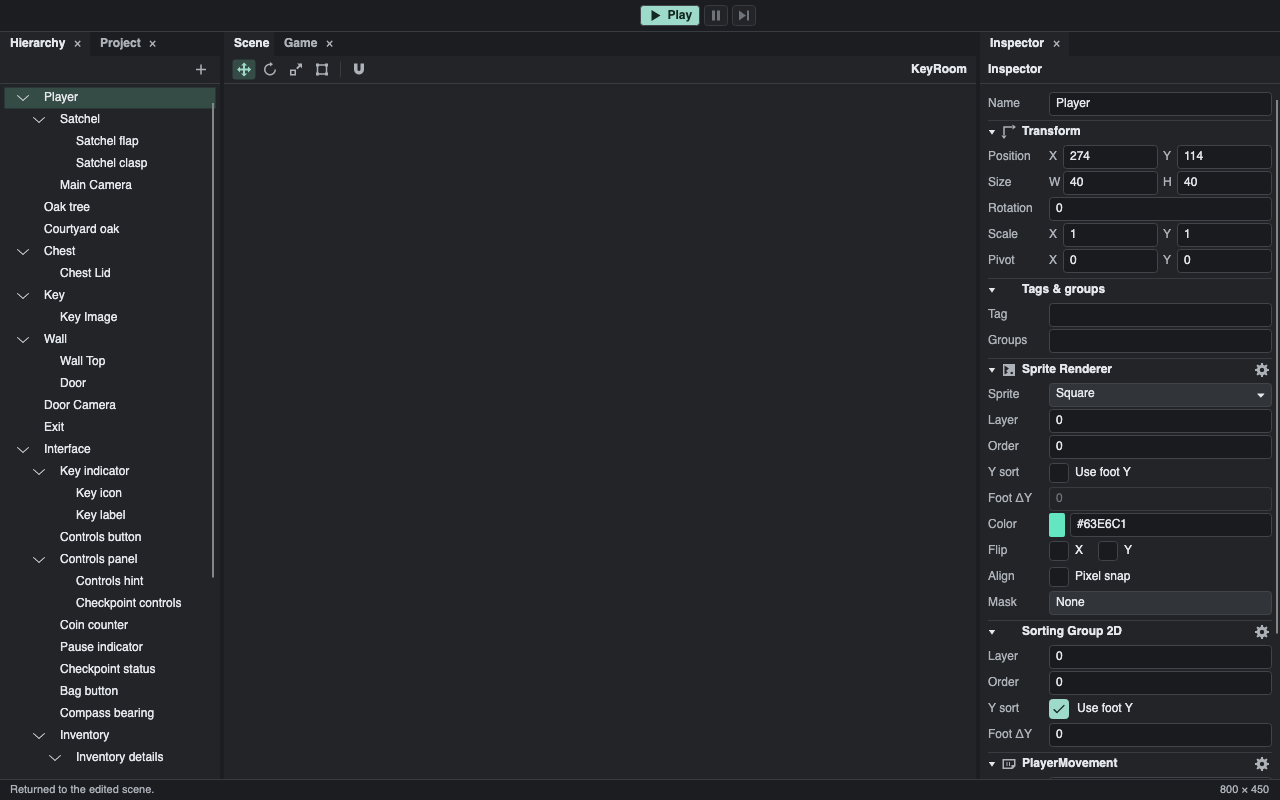 Play
Hierarchy × Project × Scene Game × Inspector ×
KeyRoom Inspector
Player
Satchel
Satchel flap
Satchel clasp
Main Camera
Oak tree
Courtyard oak
Chest
Chest Lid
Key
Key Image
Wall
Wall Top
Door
Door Camera
Exit
Interface
Key indicator
Key icon
Key label
Controls button
Controls panel
Controls hint
Checkpoint controls
Coin counter
Pause indicator
Checkpoint status
Bag button
Compass bearing
Inventory
Inventory details
Name Player
Transform
Position X 274 Y 114
Size W 40 H 40
Rotation 0
Scale X 1 Y 1
Pivot X 0 Y 0
Tags & groups
Tag
Groups
Sprite Renderer
Sprite Square
Layer 0
Order 0
Y sort Use foot Y
Foot ΔY 0
Color #63E6C1
Flip X Y
Align Pixel snap
Mask None
Sorting Group 2D
Layer 0
Order 0
Y sort Use foot Y
Foot ΔY 0
PlayerMovement
Returned to the edited scene. 800 × 450